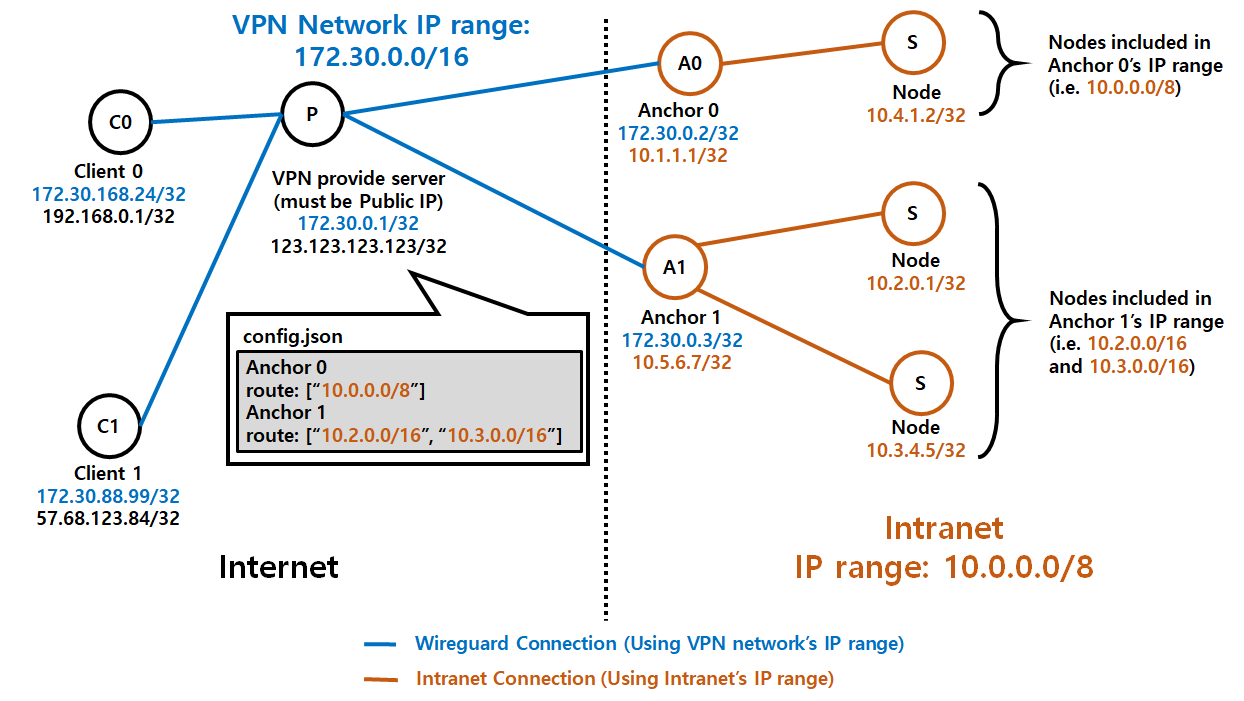 VPN Network IP range:
172.30.0.0/16
C0
Client 0
172.30.168.24/32
192.168.0.1/32
P
VPN provide server
(must be Public IP)
172.30.0.1/32
123.123.123.123/32
A0
Anchor 0
172.30.0.2/32
10.1.1.1/32
S
Node
10.4.1.2/32
Nodes included in
Anchor 0’s IP range
(i.e. 10.0.0.0/8)
C1
Client 1
172.30.88.99/32
57.68.123.84/32
config.json
Anchor 0
route: [“10.0.0.0/8”]
Anchor 1
route: [“10.2.0.0/16”, “10.3.0.0/16”]
A1
Anchor 1
172.30.0.3/32
10.5.6.7/32
S
Node
10.2.0.1/32
S
Node
10.3.4.5/32
Nodes included in
Anchor 1’s IP range
(i.e. 10.2.0.0/16
and 10.3.0.0/16)
Internet
Intranet
IP range: 10.0.0.0/8
Wireguard Connection (Using VPN network’s IP range)
Intranet Connection (Using Intranet’s IP range)